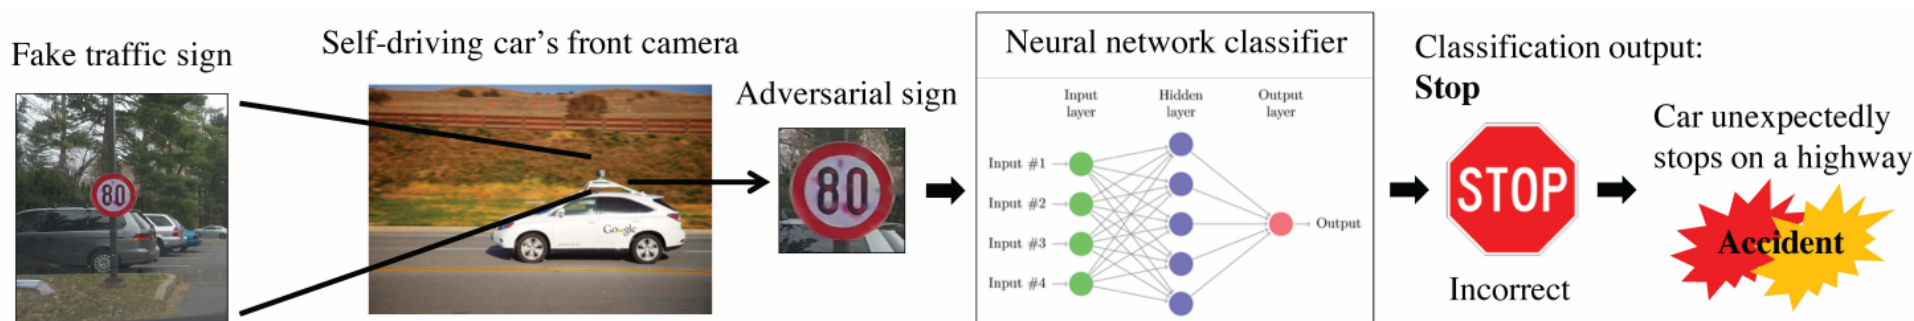 Fake traffic sign
80
Self-driving car's front camera
Google
Adversarial sign
80
Neural network classifier
Input
layer
Hidden
layer
Output
layer
Input #1
Input #2
Input #3
Input #4
Output
Classification output:
Stop
STOP
Incorrect
Car unexpectedly
stops on a highway
Accident